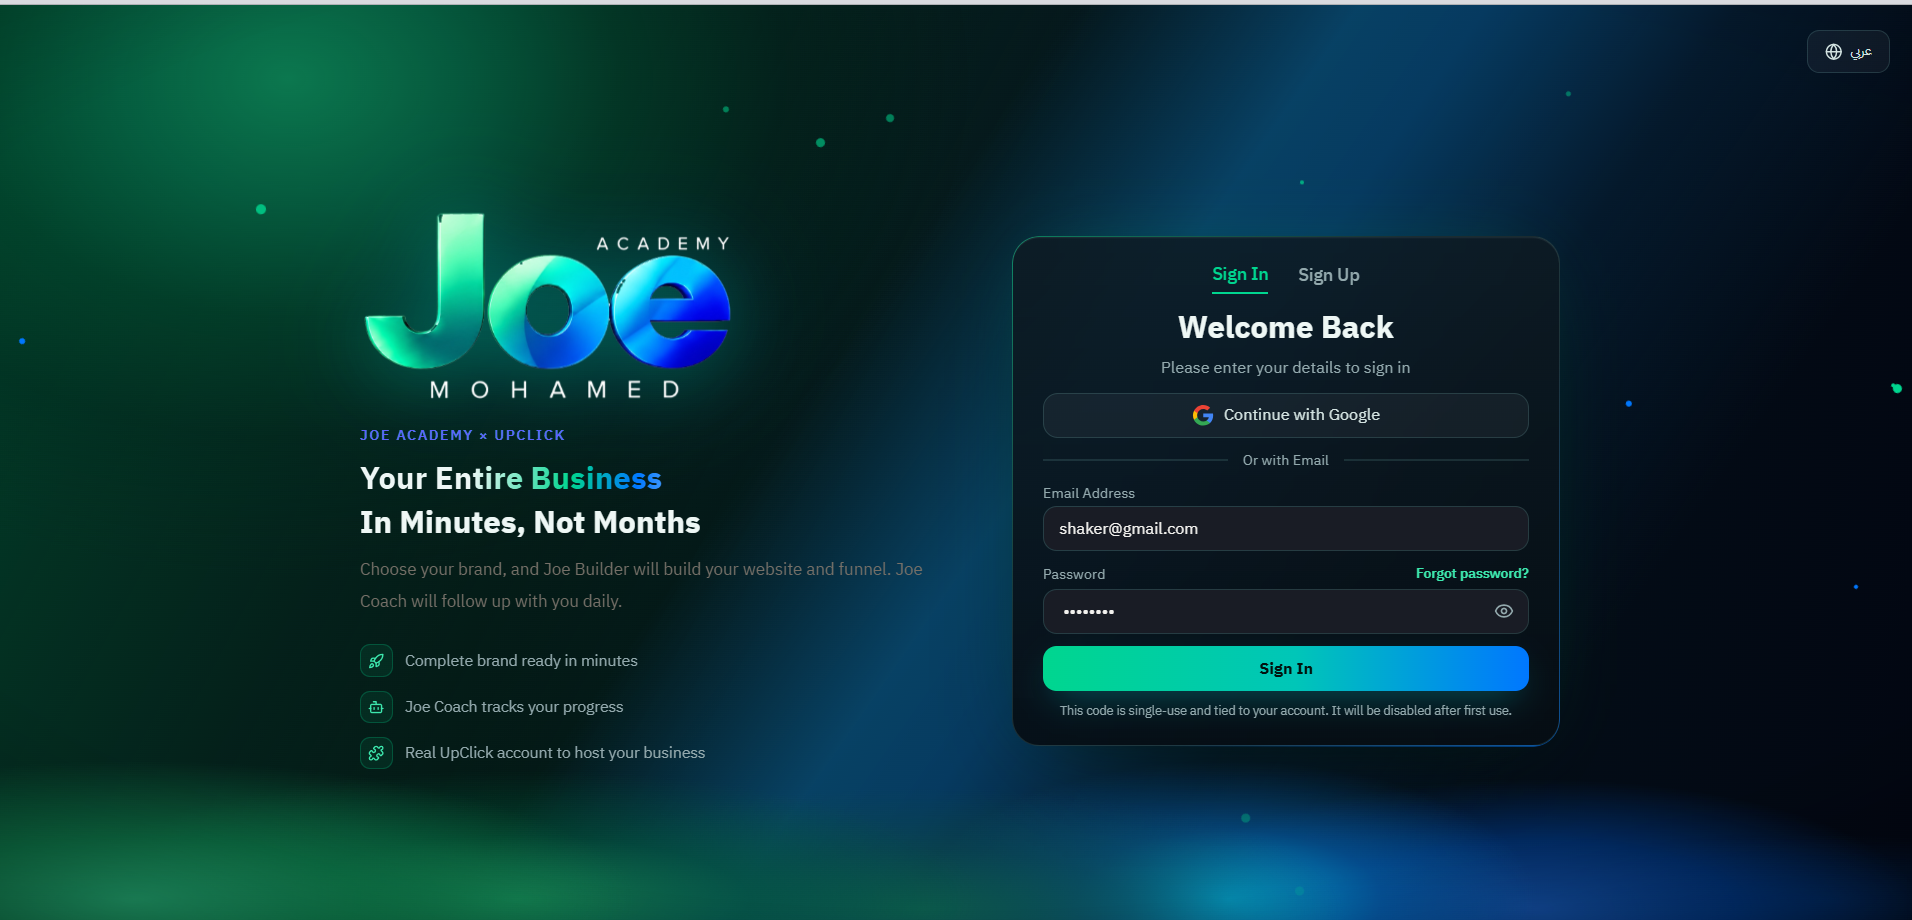 عربي
ACADEMY
Joe
MOHAMED
JOE ACADEMY × UPCLICK
Your Entire Business
In Minutes, Not Months
Choose your brand, and Joe Builder will build your website and funnel. Joe
Coach will follow up with you daily.
Complete brand ready in minutes
Joe Coach tracks your progress
Real UpClick account to host your business
Sign In Sign Up
Welcome Back
Please enter your details to sign in
Continue with Google
Or with Email
Email Address
shaker@gmail.com
Password Forgot password?
••••••••
Sign In
This code is single-use and tied to your account. It will be disabled after first use.